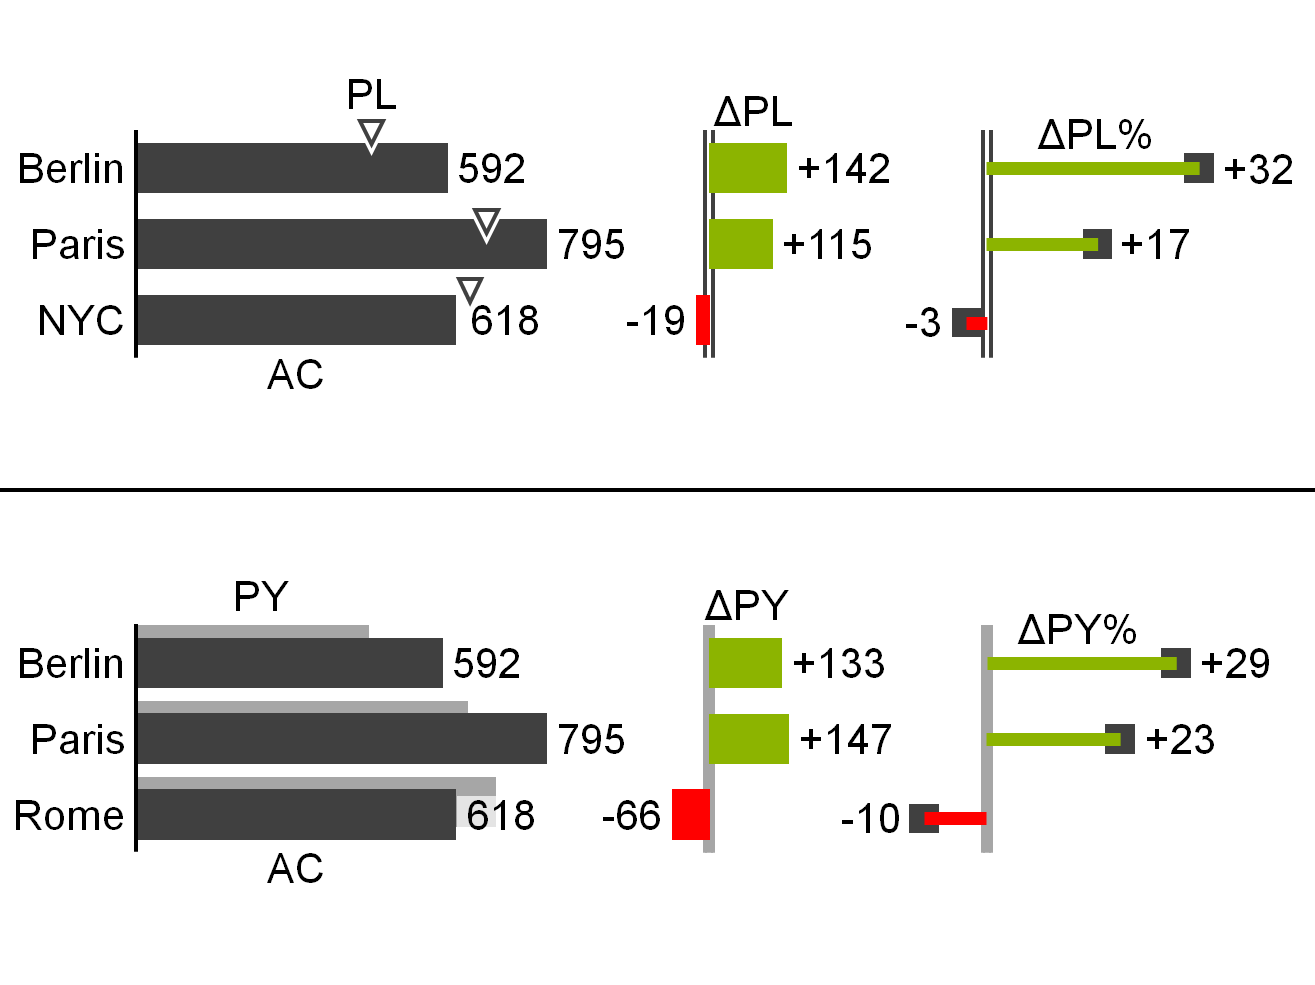 PL ΔPL ΔPL%
Berlin 592 +142 +32
Paris 795 +115 +17
NYC 618 -19 -3
AC
PY ΔPY ΔPY%
Berlin 592 +133 +29
Paris 795 +147 +23
Rome 618 -66 -10
AC